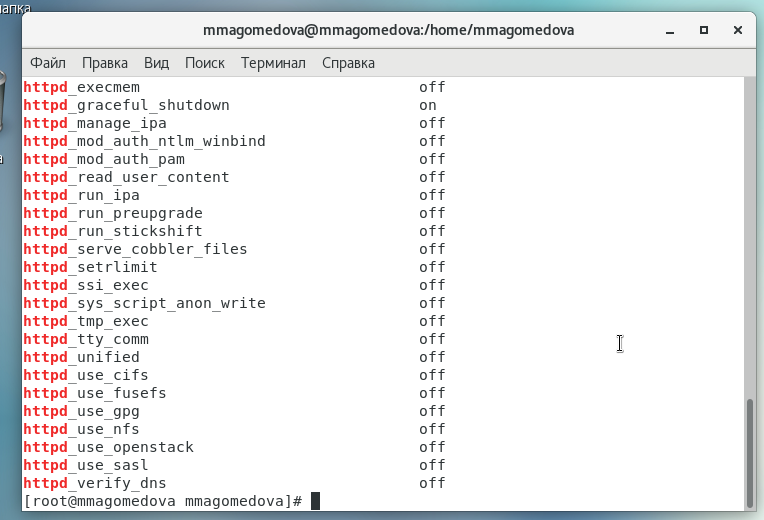 папка
mmagomedova@mmagomedova:/home/mmagomedova
Файл Правка Вид Поиск Терминал Справка
httpd_execmem off
httpd_graceful_shutdown on
httpd_manage_ipa off
httpd_mod_auth_ntlm_winbind off
httpd_mod_auth_pam off
httpd_read_user_content off
httpd_run_ipa off
httpd_run_preupgrade off
httpd_run_stickshift off
httpd_serve_cobbler_files off
httpd_setrlimit off
httpd_ssi_exec off
httpd_sys_script_anon_write off
httpd_tmp_exec off
httpd_tty_comm off
httpd_unified off
httpd_use_cifs off
httpd_use_fusefs off
httpd_use_gpg off
httpd_use_nfs off
httpd_use_openstack off
httpd_use_sasl off
httpd_verify_dns off
[root@mmagomedova mmagomedova]#